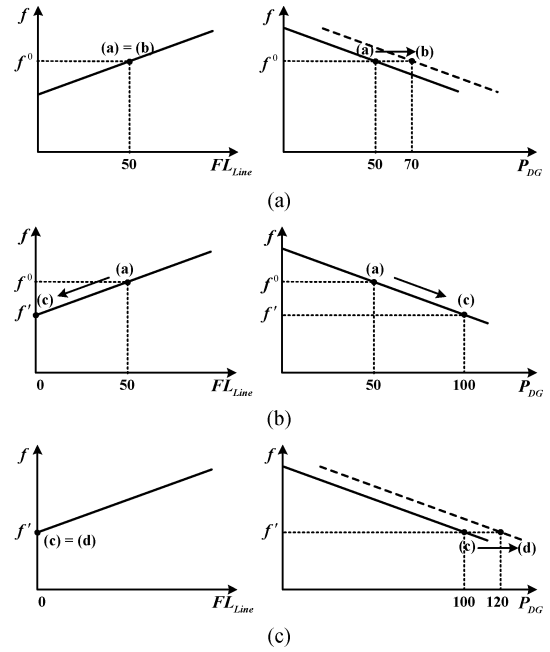 f
(a) = (b)
f⁰
50
FL_Line
f
(a)
(b)
f⁰
50
70
P_DG
(a)
f
(a)
f⁰
(c)
f'
0
50
FL_Line
f
(a)
f⁰
(c)
f'
50
100
P_DG
(b)
f
f'
(c) = (d)
0
FL_Line
f
f'
(c)
(d)
100
120
P_DG
(c)